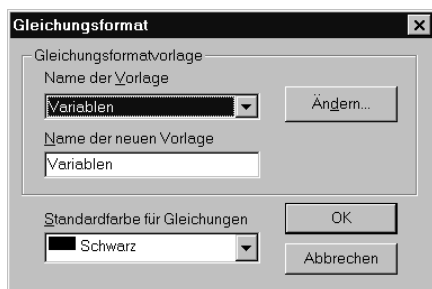 Gleichungsformat
Gleichungsformatvorlage
Name der Vorlage
Variablen
Ändern...
Name der neuen Vorlage
Variablen
Standardfarbe für Gleichungen
Schwarz
OK
Abbrechen